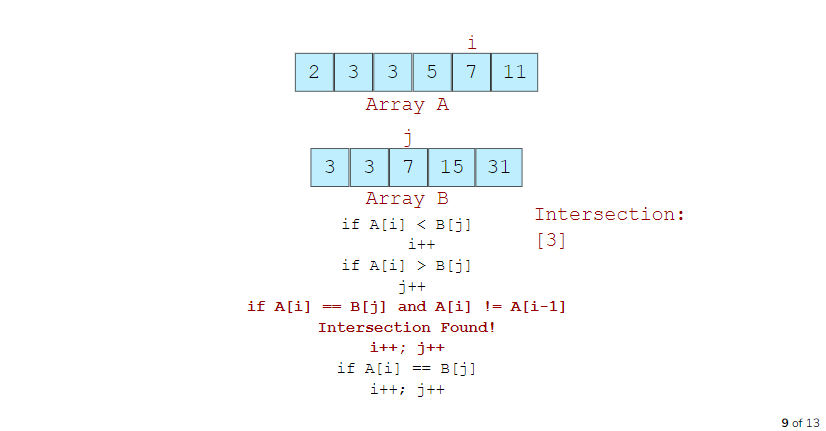 i
2 3 3 5 7 11
Array A
j
3 3 7 15 31
Array B
Intersection:
[3]
if A[i] < B[j]
i++
if A[i] > B[j]
j++
if A[i] == B[j] and A[i] != A[i-1]
Intersection Found!
i++; j++
if A[i] == B[j]
i++; j++
9 of 13